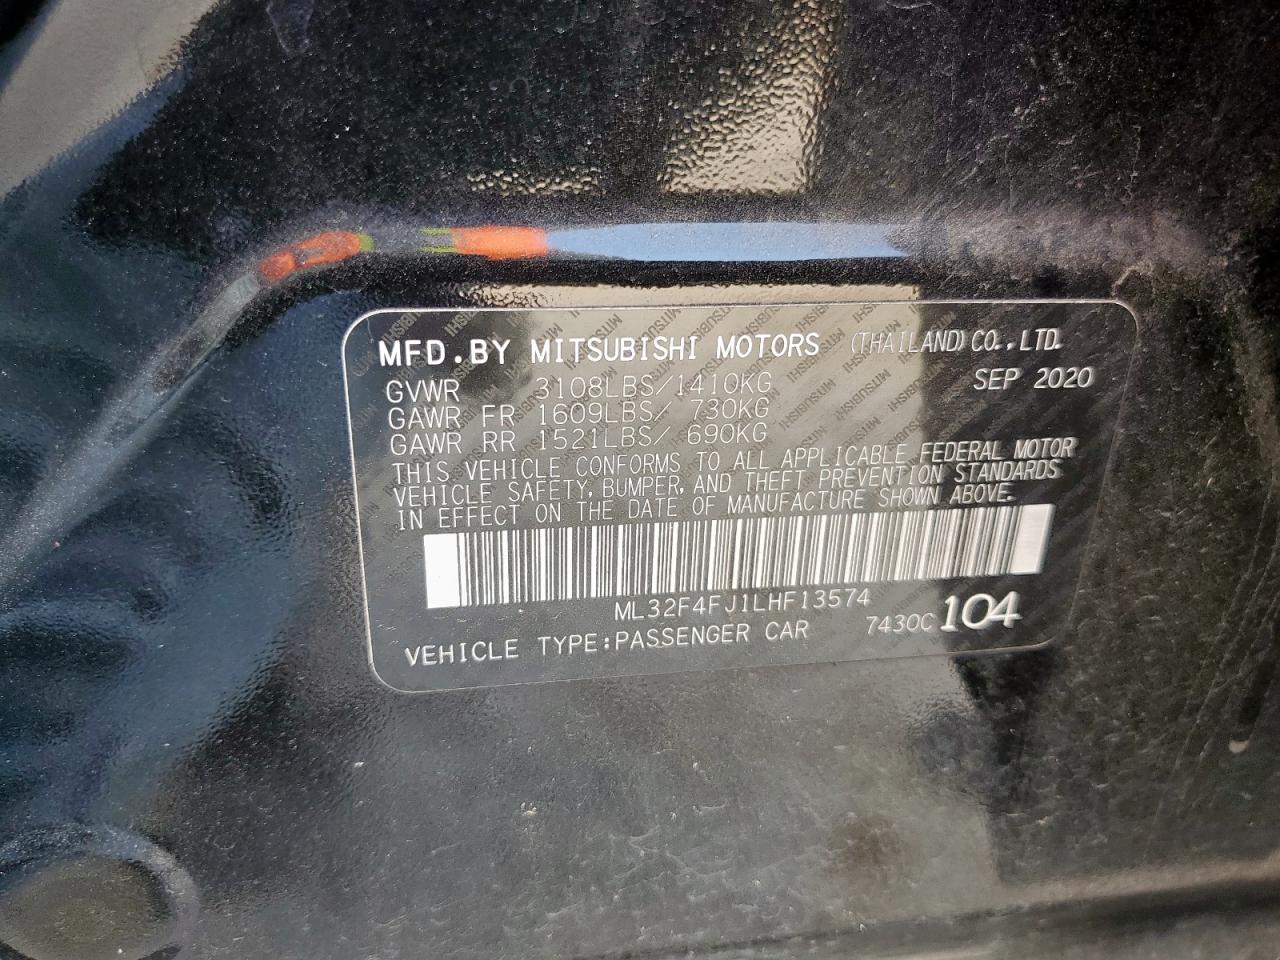 MFD.BY MITSUBISHI MOTORS (THAILAND) CO.,LTD.
SEP 2020
GVWR 3108LBS/1410KG
GAWR FR 1609LBS/ 730KG
GAWR RR 1521LBS/ 690KG
THIS VEHICLE CONFORMS TO ALL APPLICABLE FEDERAL MOTOR
VEHICLE SAFETY, BUMPER, AND THEFT PREVENTION STANDARDS
IN EFFECT ON THE DATE OF MANUFACTURE SHOWN ABOVE.
ML32F4FJ1LHF13574
VEHICLE TYPE:PASSENGER CAR 7430C 104